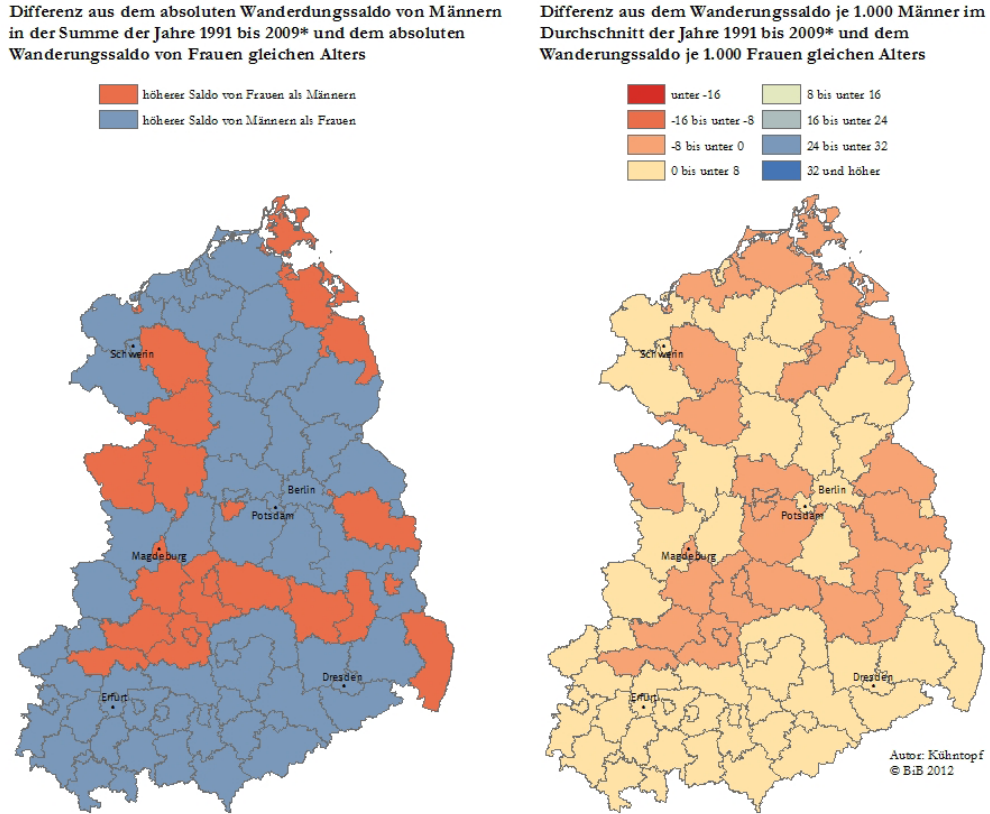 Differenz aus dem absoluten Wanderdungssaldo von Männern
in der Summe der Jahre 1991 bis 2009* und dem absoluten
Wanderungssaldo von Frauen gleichen Alters
höherer Saldo von Frauen als Männern
höherer Saldo von Männern als Frauen
Schwerin
Berlin
Potsdam
Magdeburg
Dresden
Erfurt
Differenz aus dem Wanderungssaldo je 1.000 Männer im
Durchschnitt der Jahre 1991 bis 2009* und dem
Wanderungssaldo je 1.000 Frauen gleichen Alters
unter -16
-16 bis unter -8
-8 bis unter 0
0 bis unter 8
8 bis unter 16
16 bis unter 24
24 bis unter 32
32 und höher
Schwerin
Berlin
Potsdam
Magdeburg
Dresden
Erfurt
Autor: Kühntopf
© BiB 2012